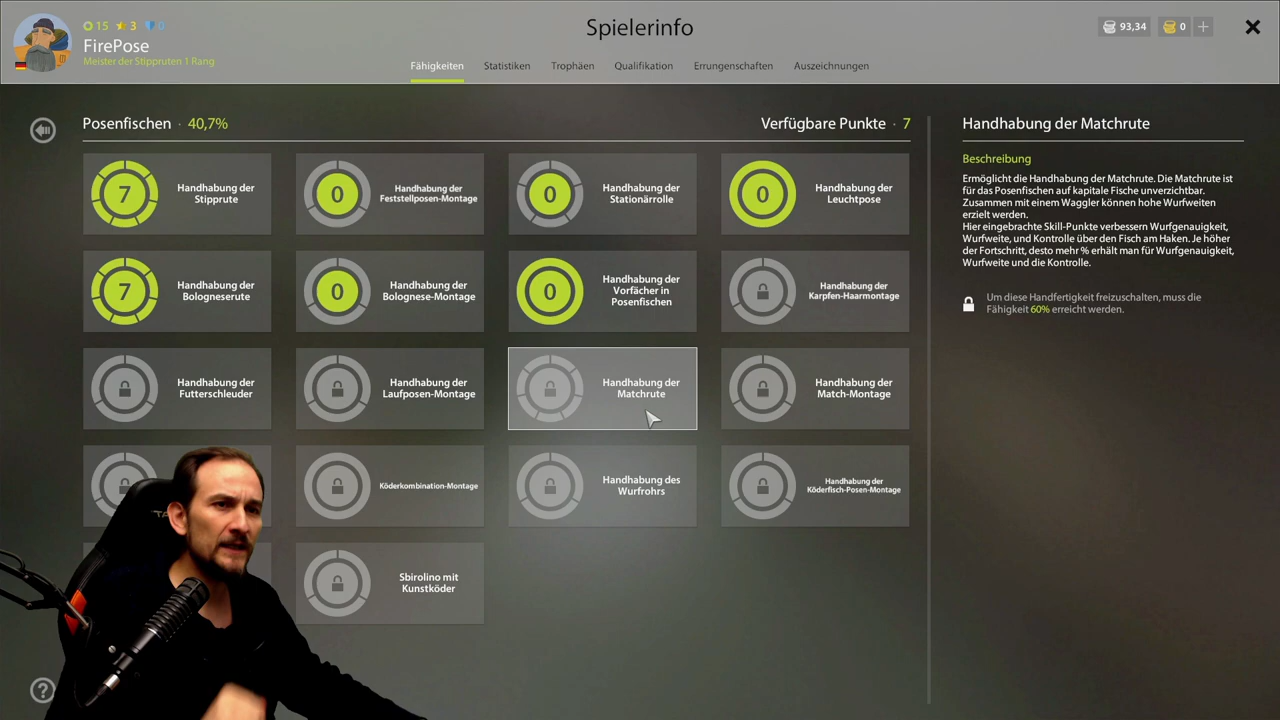 15 3 0
FirePose
Meister der Stippruten 1 Rang
Spielerinfo
93,34
0
Fähigkeiten
Statistiken
Trophäen
Qualifikation
Errungenschaften
Auszeichnungen
Posenfischen · 40,7%
Verfügbare Punkte · 7
7
Handhabung der
Stipprute
0
Handhabung der
Feststellposen-Montage
0
Handhabung der
Stationärrolle
0
Handhabung der
Leuchtpose
7
Handhabung der
Bologneserute
0
Handhabung der
Bolognese-Montage
0
Handhabung der
Vorfächer in
Posenfischen
Handhabung der
Karpfen-Haarmontage
Handhabung der
Futterschleuder
Handhabung der
Laufposen-Montage
Handhabung der
Matchrute
Handhabung der
Match-Montage
Köderkombination-Montage
Handhabung des
Wurfrohrs
Handhabung der
Köderfisch-Posen-Montage
Sbirolino mit
Kunstköder
Handhabung der Matchrute
Beschreibung
Ermöglicht die Handhabung der Matchrute. Die Matchrute ist
für das Posenfischen auf kapitale Fische unverzichtbar.
Zusammen mit einem Waggler können hohe Wurfweiten
erzielt werden.
Hier eingebrachte Skill-Punkte verbessern Wurfgenauigkeit,
Wurfweite, und Kontrolle über den Fisch am Haken. Je höher
der Fortschritt, desto mehr % erhält man für Wurfgenauigkeit,
Wurfweite und die Kontrolle.
Um diese Handfertigkeit freizuschalten, muss die
Fähigkeit 60% erreicht werden.
?